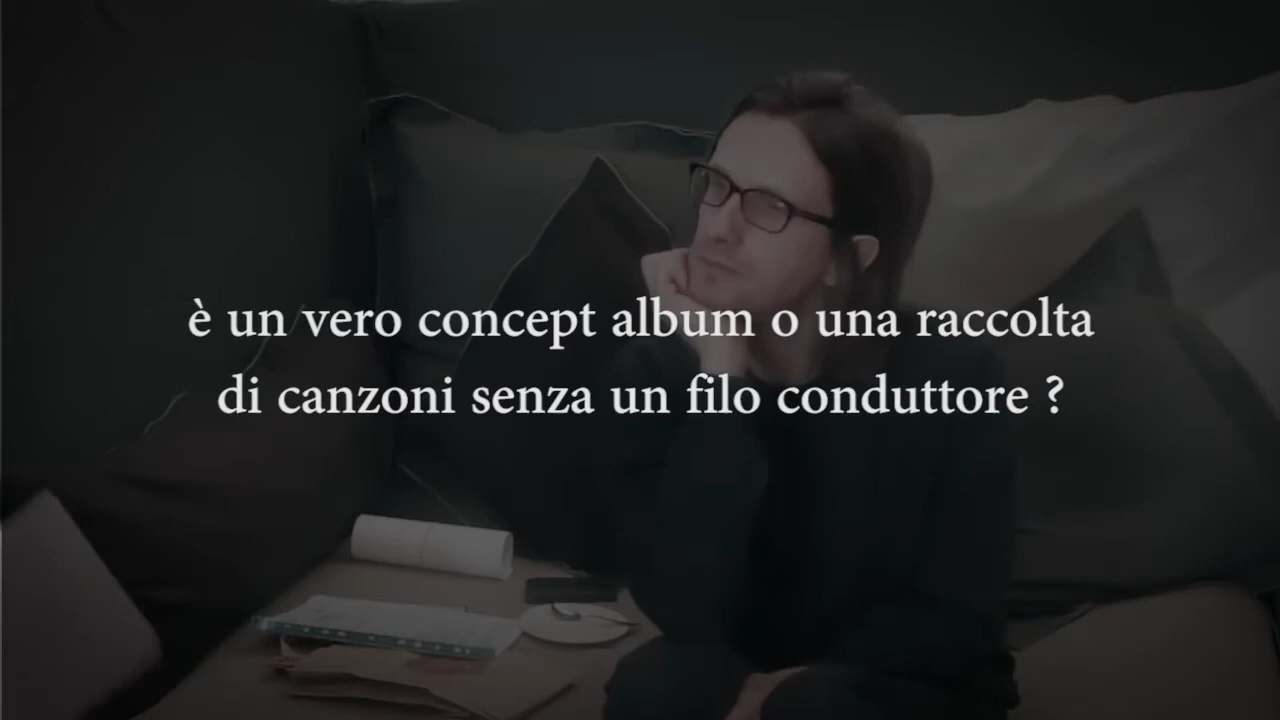 è un vero concept album o una raccolta
di canzoni senza un filo conduttore ?